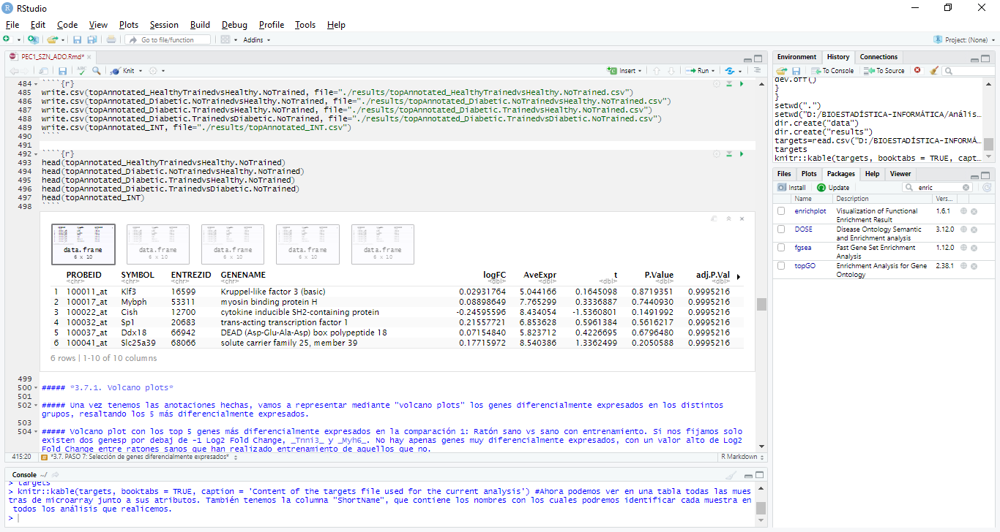 RStudio
File Edit Code View Plots Session Build Debug Profile Tools Help
Go to file/function Addins Project: (None)
PEC1_SZN_ADO.Rmd*
ABC Knit Insert Run
484 ````{r}
485 write.csv(topAnnotated_HealthyTrainedvsHealthy.NoTrained, file="./results/topAnnotated_HealthyTrainedvsHealthy.NoTrained.csv")
486 write.csv(topAnnotated_Diabetic.NoTrainedvsHealthy.NoTrained, file="./results/topAnnotated_Diabetic.NoTrainedvsHealthy.NoTrained.csv")
487 write.csv(topAnnotated_Diabetic.TrainedvsHealthy.NoTrained, file="./results/topAnnotated_Diabetic.TrainedvsHealthy.NoTrained.csv")
488 write.csv(topAnnotated_Diabetic.TrainedvsDiabetic.NoTrained, file="./results/topAnnotated_Diabetic.TrainedvsDiabetic.NoTrained.csv")
489 write.csv(topAnnotated_INT, file="./results/topAnnotated_INT.csv")
490 ````
491
492 ````{r}
493 head(topAnnotated_HealthyTrainedvsHealthy.NoTrained)
494 head(topAnnotated_Diabetic.NoTrainedvsHealthy.NoTrained)
495 head(topAnnotated_Diabetic.TrainedvsHealthy.NoTrained)
496 head(topAnnotated_Diabetic.TrainedvsDiabetic.NoTrained)
497 head(topAnnotated_INT)
498 ````
data.frame data.frame data.frame data.frame data.frame
6 x 10 6 x 10 6 x 10 6 x 10 6 x 10
PROBEID SYMBOL ENTREZID GENENAME logFC AveExpr t P.Value adj.P.Val
<chr> <chr> <chr> <chr> <dbl> <dbl> <dbl> <dbl> <dbl>
1 100011_at Klf3 16599 Kruppel-like factor 3 (basic) 0.02931764 5.044166 0.1645098 0.8719351 0.9995216
2 100017_at Mybph 53311 myosin binding protein H 0.08898649 7.765299 0.3336887 0.7440930 0.9995216
3 100022_at Cish 12700 cytokine inducible SH2-containing protein -0.24595596 8.434054 -1.5360801 0.1491992 0.9995216
4 100032_at Sp1 20683 trans-acting transcription factor 1 0.21557721 6.853628 0.5961384 0.5616217 0.9995216
5 100037_at Ddx18 66942 DEAD (Asp-Glu-Ala-Asp) box polypeptide 18 0.07154840 5.823712 0.4226695 0.6796480 0.9995216
6 100041_at Slc25a39 68066 solute carrier family 25, member 39 0.17715972 8.540386 1.3362499 0.2050588 0.9995216
6 rows | 1-10 of 10 columns
499
500 ##### *3.7.1. Volcano plots*
501
502 ##### Una vez tenemos las anotaciones hechas, vamos a representar mediante "volcano plots" los genes diferencialmente expresados en los distintos
grupos, resaltando los 5 más diferencialmente expresados.
503
504 ##### Volcano plot con los top 5 genes más diferencialmente expresados en la comparación 1: Ratón sano vs sano con entrenamiento. Si nos fijamos solo
existen dos genesp por debaj de -1 Log2 Fold Change, _Tnni3_ y _Myh6_. No hay apenas genes muy diferencialmente expresados, con un valor alto de Log2
Fold Change entre ratones sanos que han realizado entrenamiento de aquellos que no.
415:20 # *3.7. PASO 7: Selección de genes diferencialmente expresados* R Markdown
Console ~/
> targets
> knitr::kable(targets, booktabs = TRUE, caption = 'Content of the targets file used for the current analysis') #Ahora podemos ver en una tabla todas las mues
tras de microarray junto a sus atributos. También tenemos la columna "ShortName", que contiene los nombres con los cuales podremos identificar cada muestra en
todos los análisis que realicemos.
>
Environment History Connections
To Console To Source
dev.off()
}
}
setwd(".")
setwd("D:/BIOESTADÍSTICA-INFORMÁTICA/Anális...
dir.create("data")
dir.create("results")
targets=read.csv("D:/BIOESTADÍSTICA-INFORMÁ...
targets
knitr::kable(targets, booktabs = TRUE, capt...
Files Plots Packages Help Viewer
Install Update enric
Name Description Vers...
enrichplot Visualization of Functional Enrichment Result 1.6.1
DOSE Disease Ontology Semantic and Enrichment analysis 3.12.0
fgsea Fast Gene Set Enrichment Analysis 1.12.0
topGO Enrichment Analysis for Gene Ontology 2.38.1